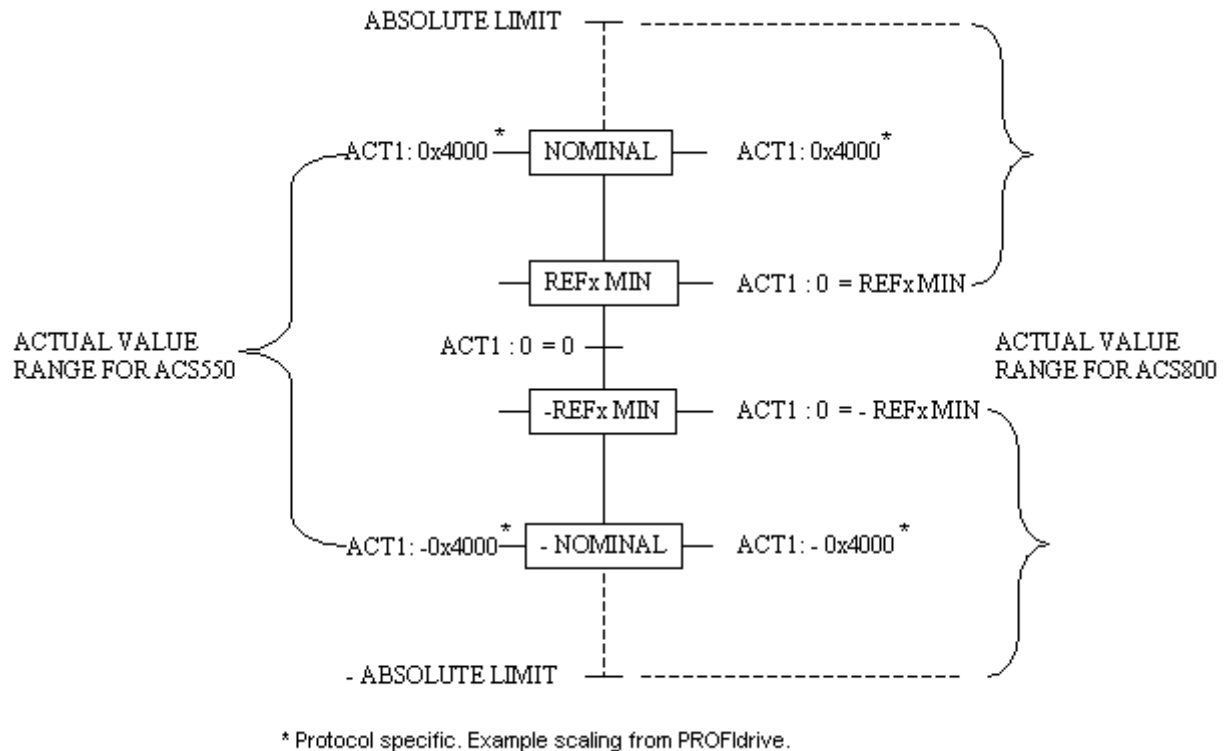 ABSOLUTE LIMIT
ACT1: 0x4000 *
NOMINAL
ACT1: 0x4000 *
REFx MIN
ACT1 : 0 = REFx MIN
ACTUAL VALUE
RANGE FOR ACS550
ACT1 : 0 = 0
ACTUAL VALUE
RANGE FOR ACS800
-REFx MIN
ACT1 : 0 = - REFx MIN
ACT1: -0x4000 *
- NOMINAL
ACT1: - 0x4000 *
- ABSOLUTE LIMIT
* Protocol specific. Example scaling from PROFIdrive.